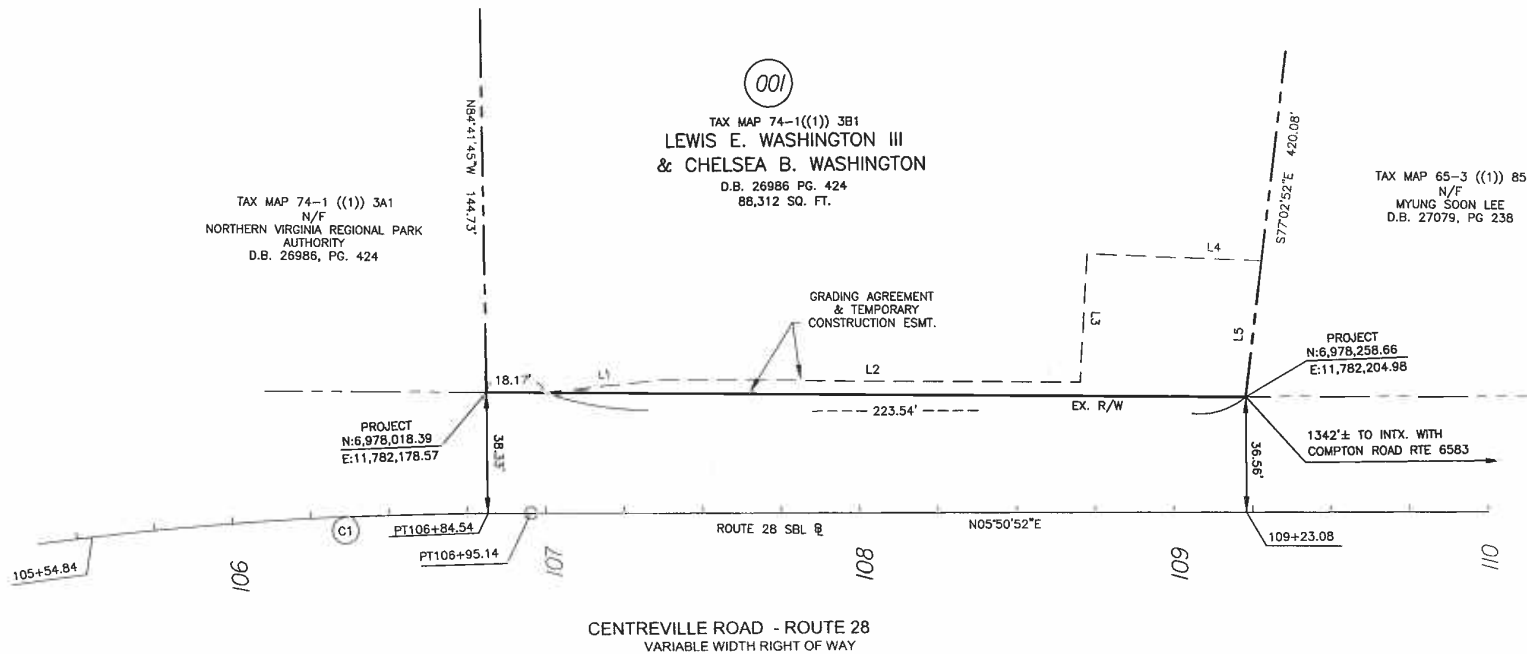 001
TAX MAP 74-1((1)) 3B1
LEWIS E. WASHINGTON III
& CHELSEA B. WASHINGTON
D.B. 26986 PG. 424
88,312 SQ. FT.
N84°41'45"W 144.73'
TAX MAP 74-1 ((1)) 3A1
N/F
NORTHERN VIRGINIA REGIONAL PARK
AUTHORITY
D.B. 26986, PG. 424
S77°02'52"E 420.08'
TAX MAP 65-3 ((1)) 85
N/F
MYUNG SOON LEE
D.B. 27079, PG 238
L4
GRADING AGREEMENT
& TEMPORARY
CONSTRUCTION ESMT.
L3
L5
PROJECT
N:6,978,258.66
E:11,782,204.98
18.17'
L1
L2
223.54'
EX. R/W
PROJECT
N:6,978,018.39
E:11,782,178.57
38.33'
36.56'
1342'± TO INTX. WITH
COMPTON ROAD RTE 6583
C1
PT106+84.54
PT106+95.14
ROUTE 28 SBL B
N05°50'52"E
109+23.08
105+54.84
106
107
108
109
110
CENTREVILLE ROAD - ROUTE 28
VARIABLE WIDTH RIGHT OF WAY